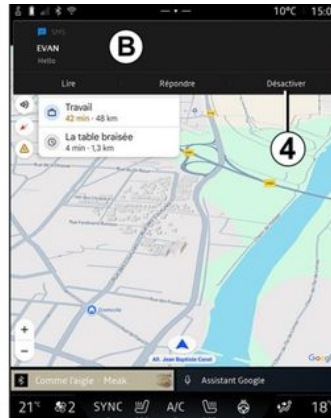 10°C 15:0
SMS
EVAN
Hello
B
Lire Répondre Désactiver
4
Travail
42 min · 48 km
La table braisée
4 min · 1,3 km
Domicile
+
−
All. Jean Baptiste Corot
Comme l'aigle · Meak
Assistant Google
21°C 2 SYNC A/C 18°